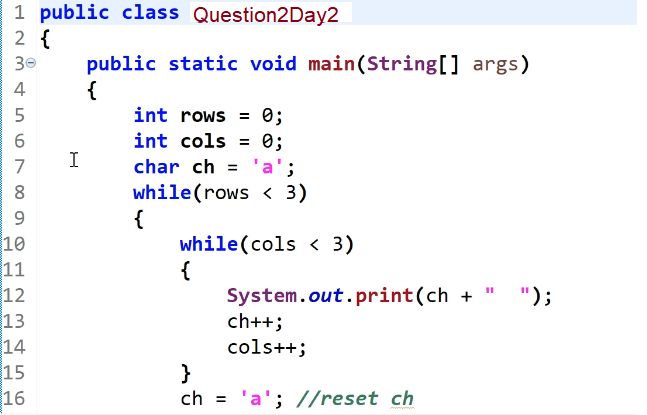 1 public class Question2Day2
2 {
3 public static void main(String[] args)
4 {
5 int rows = 0;
6 int cols = 0;
7 char ch = 'a';
8 while(rows < 3)
9 {
10 while(cols < 3)
11 {
12 System.out.print(ch + "  ");
13 ch++;
14 cols++;
15 }
16 ch = 'a'; //reset ch